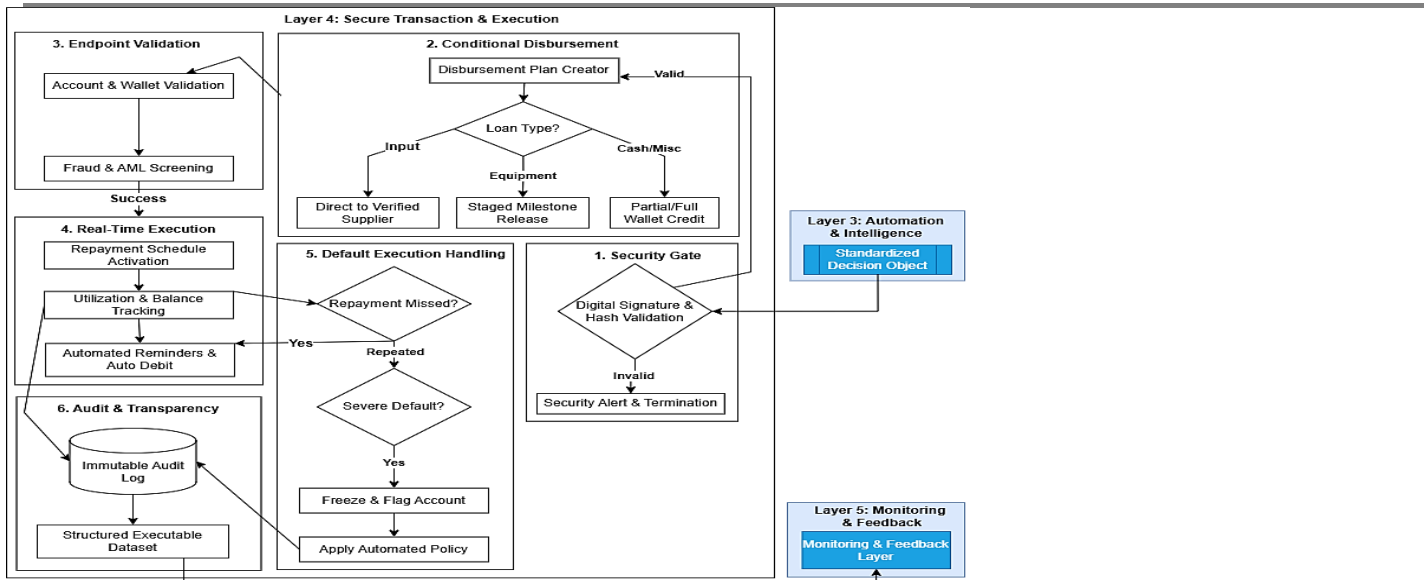 Layer 4: Secure Transaction & Execution
3. Endpoint Validation
Account & Wallet Validation
Fraud & AML Screening
Success
2. Conditional Disbursement
Disbursement Plan Creator
Valid
Loan Type?
Input
Equipment
Cash/Misc
Direct to Verified
Supplier
Staged Milestone
Release
Partial/Full
Wallet Credit
4. Real-Time Execution
Repayment Schedule
Activation
Utilization & Balance
Tracking
Automated Reminders &
Auto Debit
5. Default Execution Handling
Repayment Missed?
Yes
Repeated
Severe Default?
Yes
Freeze & Flag Account
Apply Automated Policy
1. Security Gate
Digital Signature &
Hash Validation
Invalid
Security Alert & Termination
6. Audit & Transparency
Immutable Audit
Log
Structured Executable
Dataset
Layer 3: Automation
& Intelligence
Standardized
Decision Object
Layer 5: Monitoring
& Feedback
Monitoring & Feedback
Layer